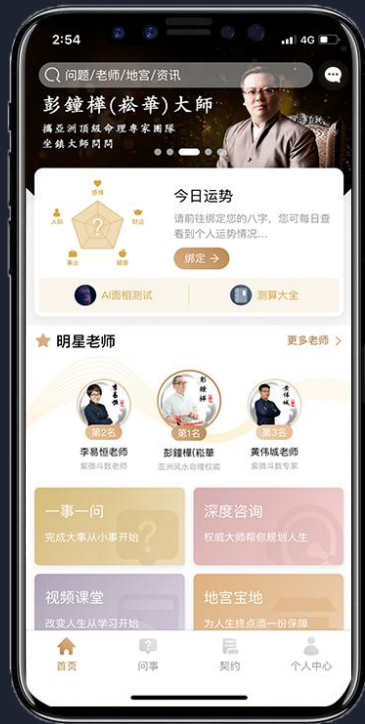 2:54
4G
问题/老师/地宫/资讯
彭鐘樺(崧華)大師
攜亞洲頂級命理專家團隊
坐鎮大師問問
今日运势
请前往绑定您的八字，您可每日查
看到个人运势情况...
绑定 →
感情
人际
财运
事业
健康
?
AI面相测试
测算大全
明星老师
更多老师 >
李易恒
彭鐘樺
黄伟城
第2名
第1名
第3名
李易恒老师
彭鐘樺(崧華
黄伟城老师
紫微斗数老师
亚洲风水命理权威
紫微斗数专家
一事一问
完成大事从小事开始
深度咨询
权威大师帮你规划人生
视频课堂
改变人生从学习开始
地宫宝地
为人生终点添一份保障
首页
问事
契约
个人中心